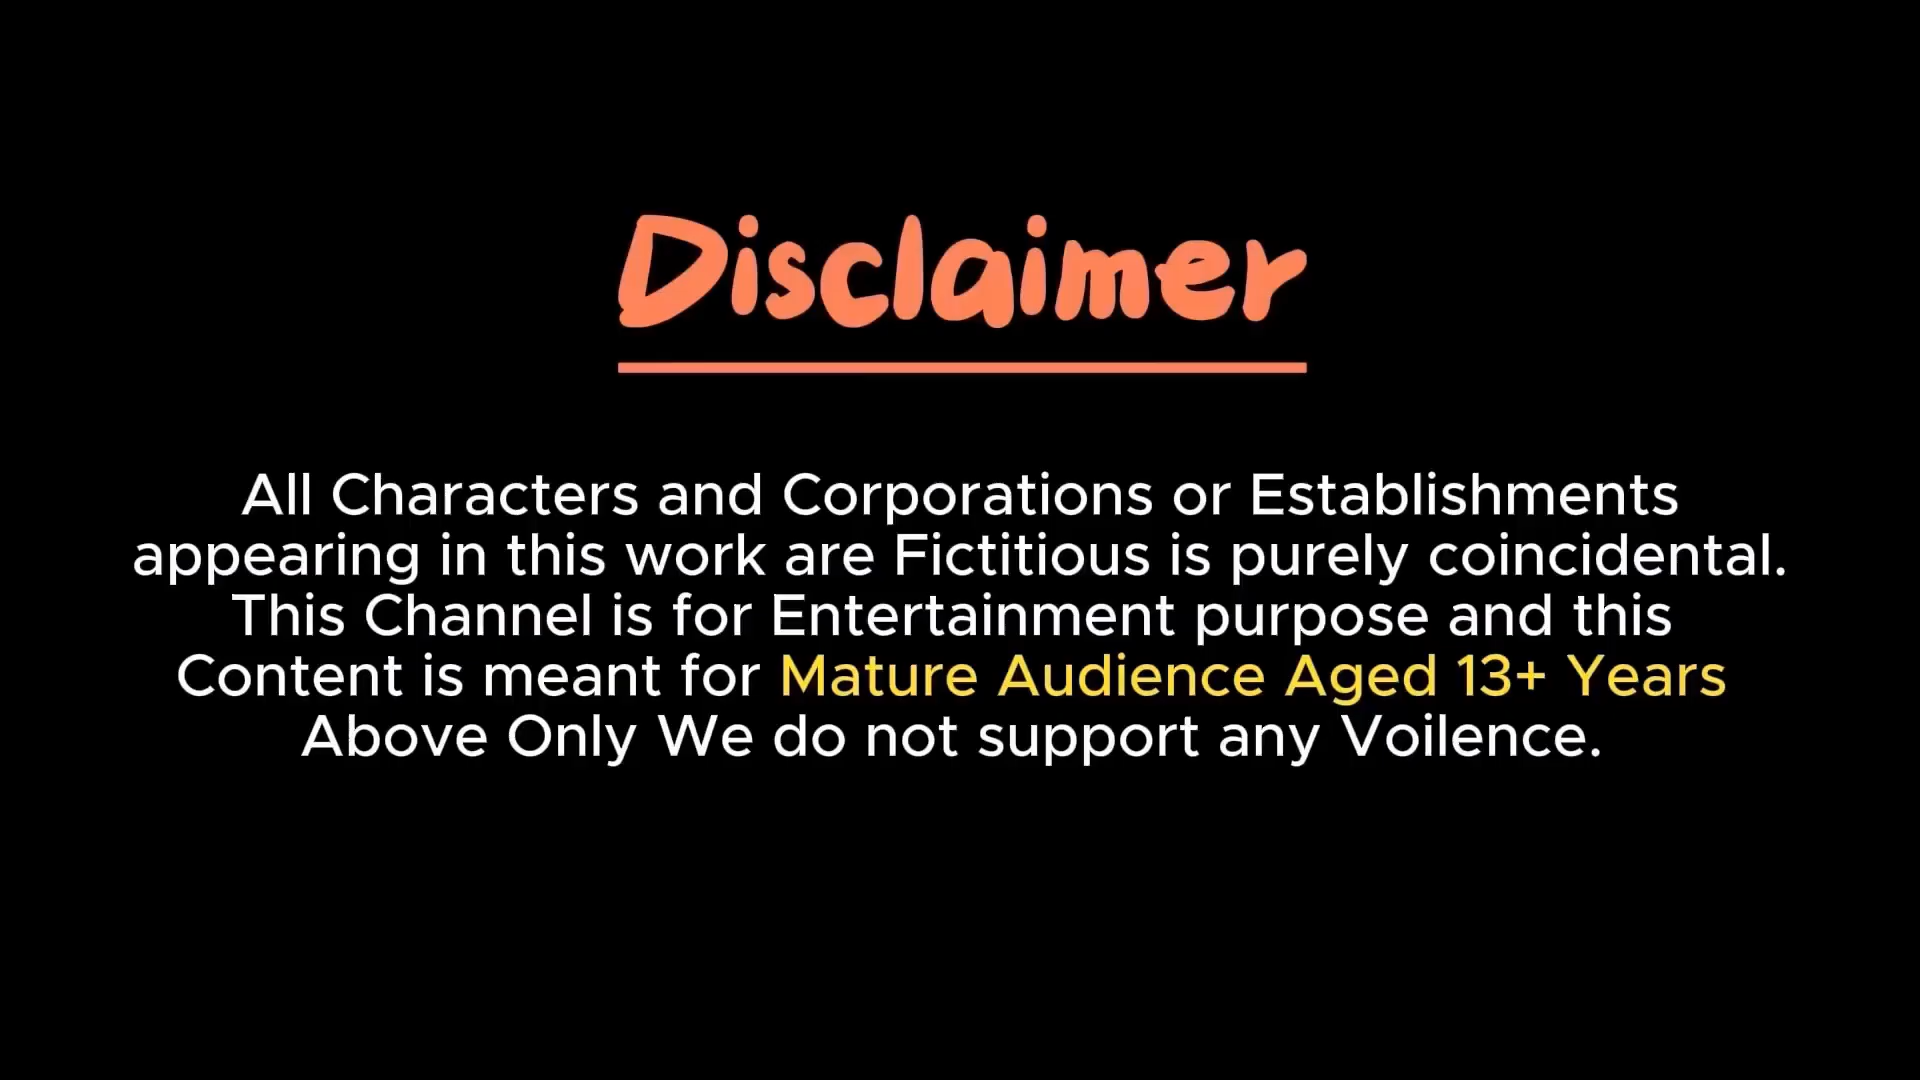 Disclaimer
All Characters and Corporations or Establishments
appearing in this work are Fictitious is purely coincidental.
This Channel is for Entertainment purpose and this
Content is meant for Mature Audience Aged 13+ Years
Above Only We do not support any Voilence.